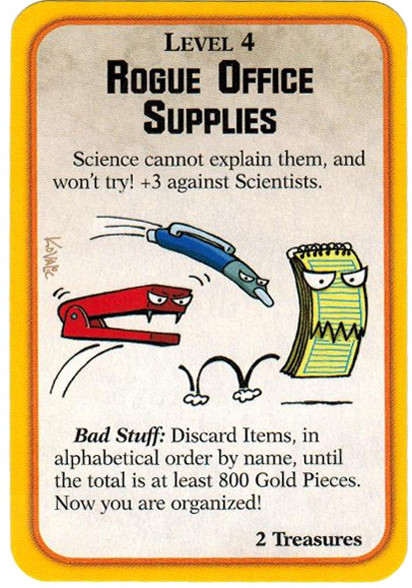 LEVEL 4
ROGUE OFFICE
SUPPLIES
Science cannot explain them, and
won't try! +3 against Scientists.
KOVALIC
Bad Stuff: Discard Items, in
alphabetical order by name, until
the total is at least 800 Gold Pieces.
Now you are organized!
2 Treasures